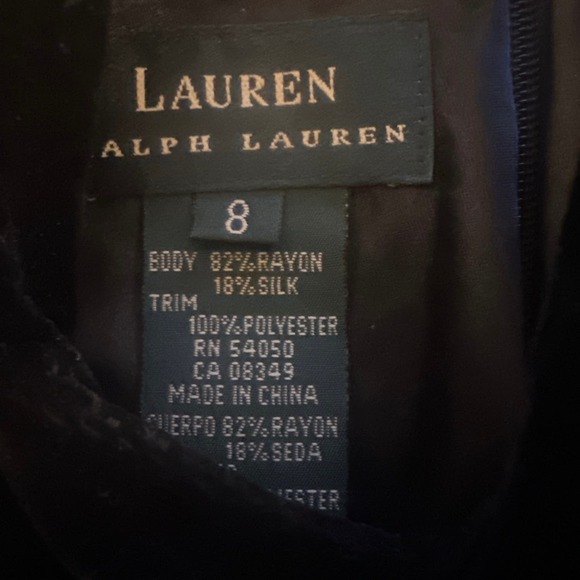 LAUREN
ALPH LAUREN
8
BODY 82%RAYON
18%SILK
TRIM
100%POLYESTER
RN 54050
CA 08349
MADE IN CHINA
CUERPO 82%RAYON
18%SEDA